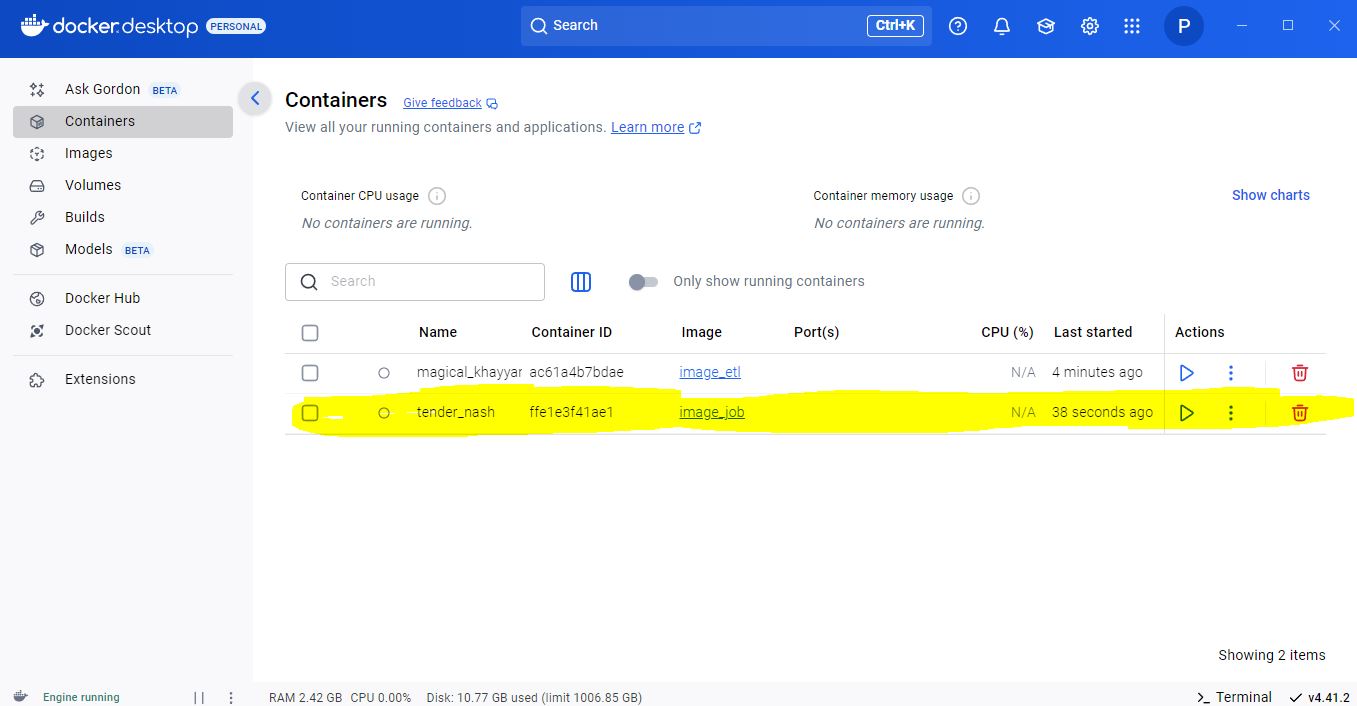 docker.desktop PERSONAL Search Ctrl+K P
Ask Gordon BETA
Containers
Images
Volumes
Builds
Models BETA
Docker Hub
Docker Scout
Extensions
Containers Give feedback
View all your running containers and applications. Learn more
Container CPU usage
No containers are running.
Container memory usage
No containers are running.
Show charts
Search
Only show running containers
Name Container ID Image Port(s) CPU (%) Last started Actions
magical_khayyar ac61a4b7bdae image_etl N/A 4 minutes ago
tender_nash ffe1e3f41ae1 image_job N/A 38 seconds ago
Showing 2 items
Engine running RAM 2.42 GB CPU 0.00% Disk: 10.77 GB used (limit 1006.85 GB) >_ Terminal v4.41.2